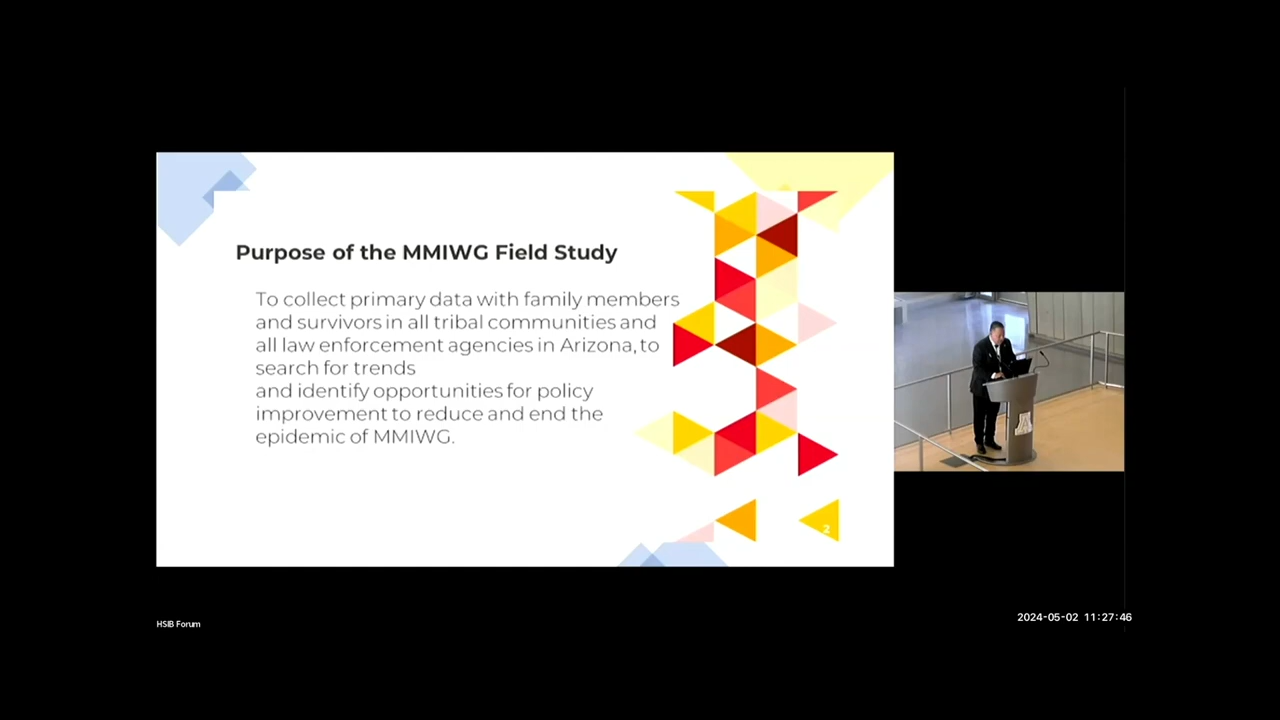 Purpose of the MMIWG Field Study
To collect primary data with family members
and survivors in all tribal communities and
all law enforcement agencies in Arizona, to
search for trends
and identify opportunities for policy
improvement to reduce and end the
epidemic of MMIWG.
2
A
HSIB Forum
2024-05-02 11:27:46